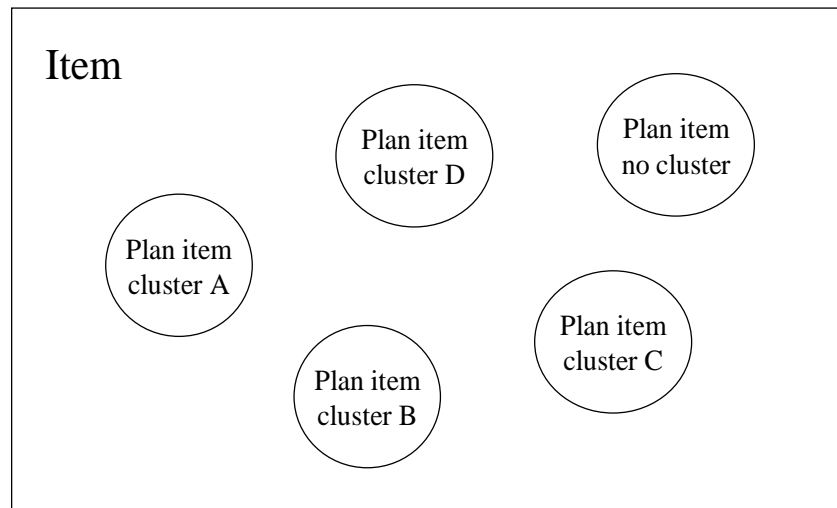 Item
Plan item
cluster D
Plan item
no cluster
Plan item
cluster A
Plan item
cluster C
Plan item
cluster B